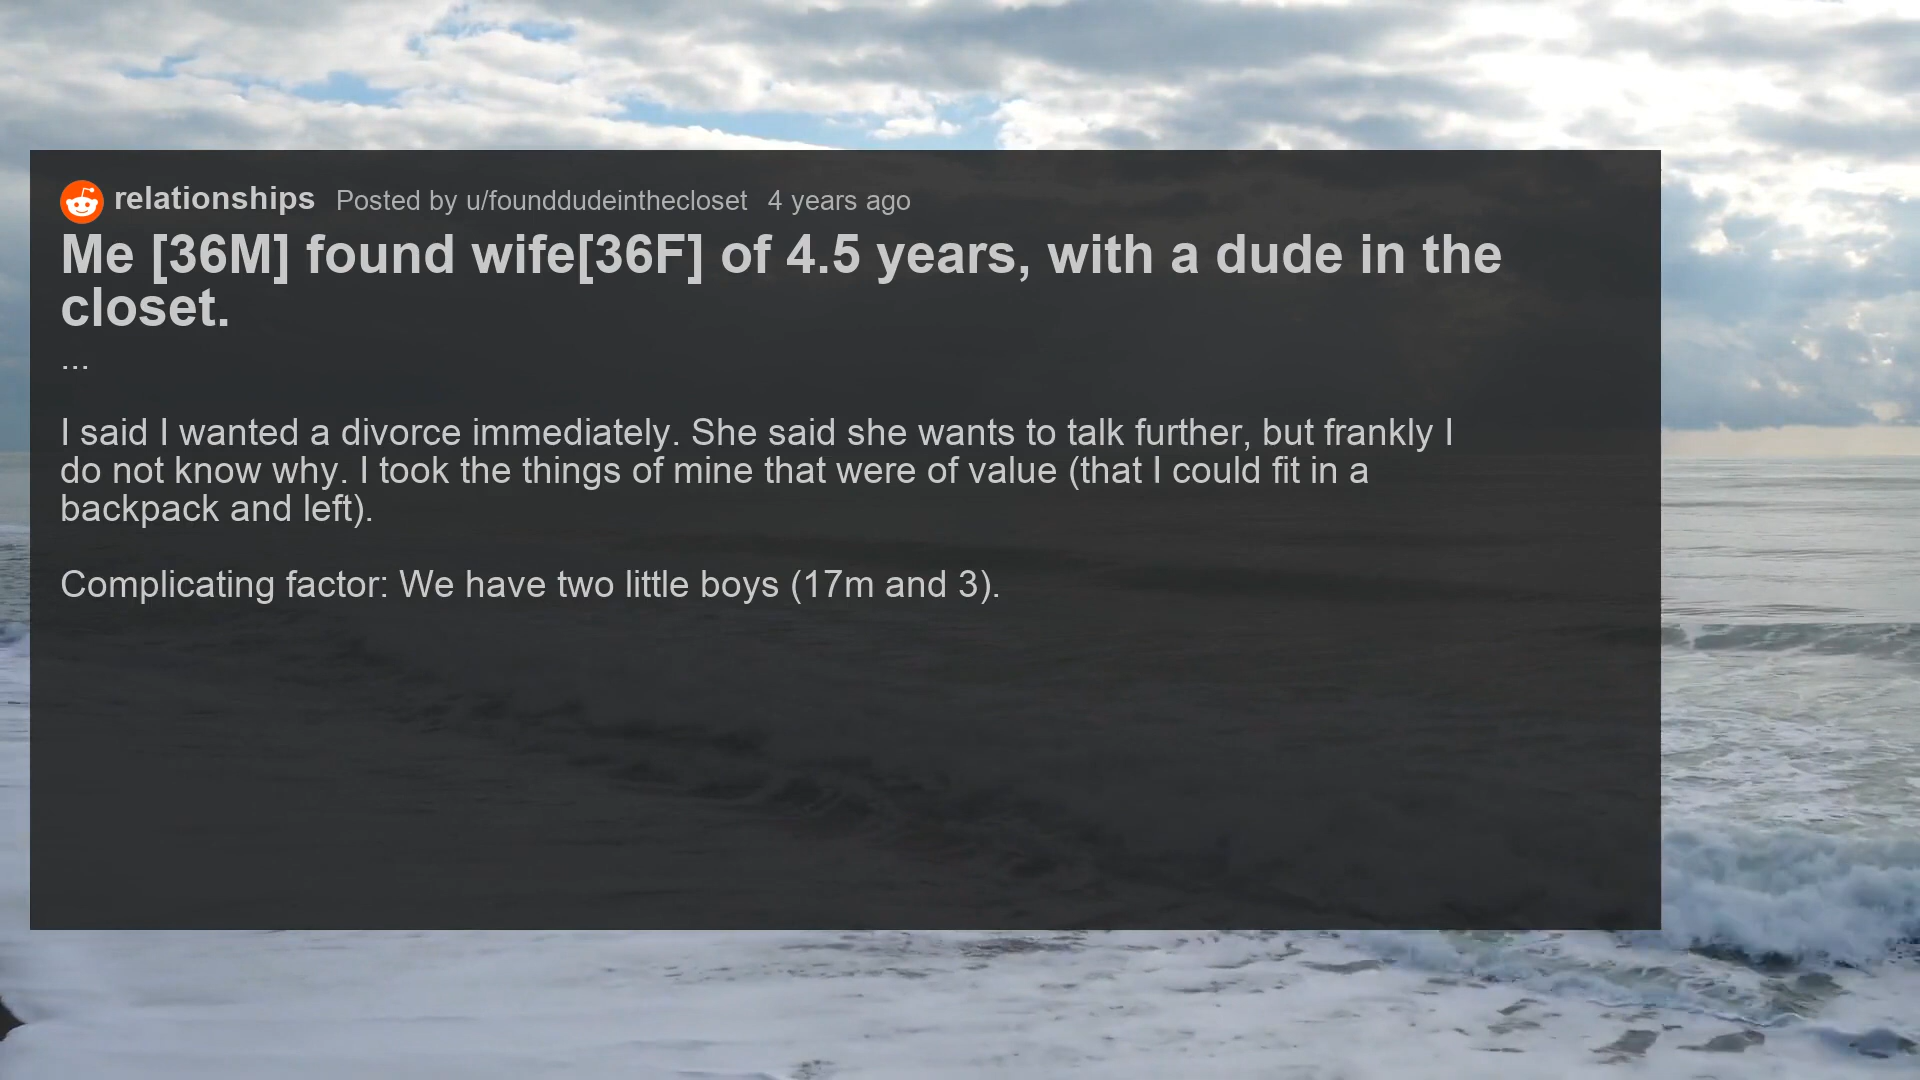 relationships Posted by u/founddudeinthecloset 4 years ago
Me [36M] found wife[36F] of 4.5 years, with a dude in the
closet.
...
I said I wanted a divorce immediately. She said she wants to talk further, but frankly I
do not know why. I took the things of mine that were of value (that I could fit in a
backpack and left).
Complicating factor: We have two little boys (17m and 3).